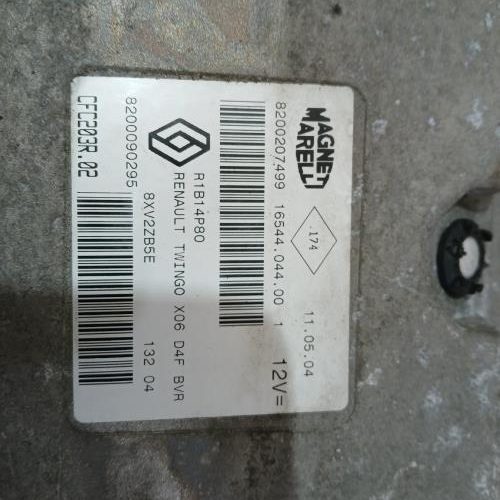 MAGNETI
MARELLI
.174
11.05.04
8200207499 16544.044.00 1 12V=
R1B14P80
RENAULT TWINGO X06 D4F BVR
8200090295 8XV2ZB5E 132 04
CFC203R.02